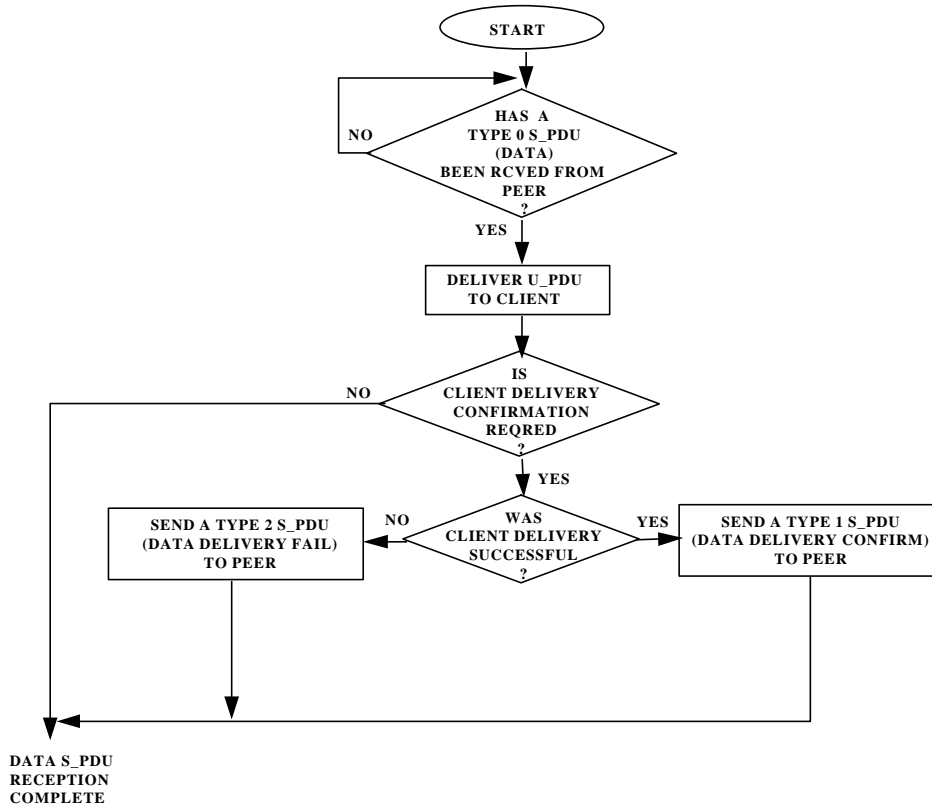 START
HAS A
TYPE 0 S_PDU
(DATA)
BEEN RCVED FROM
PEER
?
NO
YES
DELIVER U_PDU
TO CLIENT
IS
CLIENT DELIVERY
CONFIRMATION
REQRED
?
NO
YES
WAS
CLIENT DELIVERY
SUCCESSFUL
?
NO
YES
SEND A TYPE 2 S_PDU
(DATA DELIVERY FAIL)
TO PEER
SEND A TYPE 1 S_PDU
(DATA DELIVERY CONFIRM)
TO PEER
DATA S_PDU
RECEPTION
COMPLETE